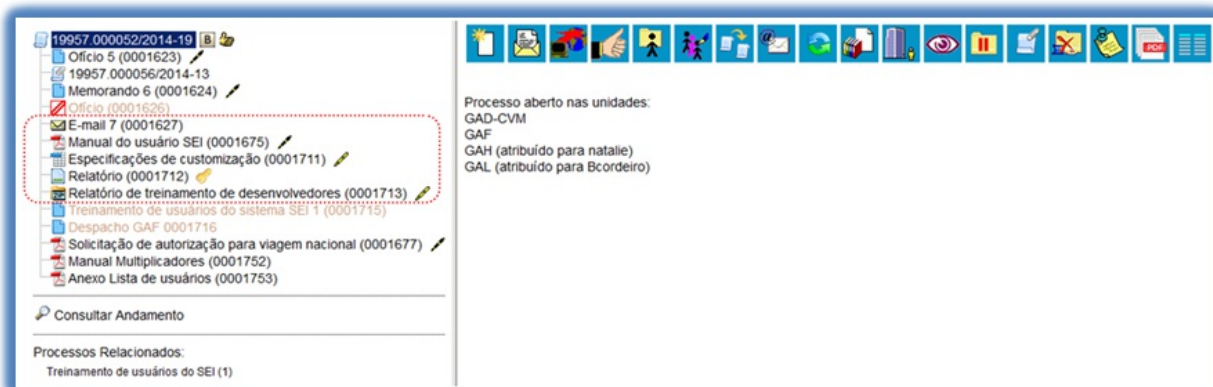 19957.000052/2014-19 B
Ofício 5 (0001623)
19957.000056/2014-13
Memorando 6 (0001624)
Ofício (0001626)
E-mail 7 (0001627)
Manual do usuário SEI (0001675)
Especificações de customização (0001711)
Relatório (0001712)
Relatório de treinamento de desenvolvedores (0001713)
Treinamento de usuários do sistema SEI 1 (0001715)
Despacho GAF 0001716
Solicitação de autorização para viagem nacional (0001677)
Manual Multiplicadores (0001752)
Anexo Lista de usuários (0001753)
Consultar Andamento
Processos Relacionados:
Treinamento de usuários do SEI (1)
PDF
Processo aberto nas unidades:
GAD-CVM
GAF
GAH (atribuído para natalie)
GAL (atribuído para Bcordeiro)